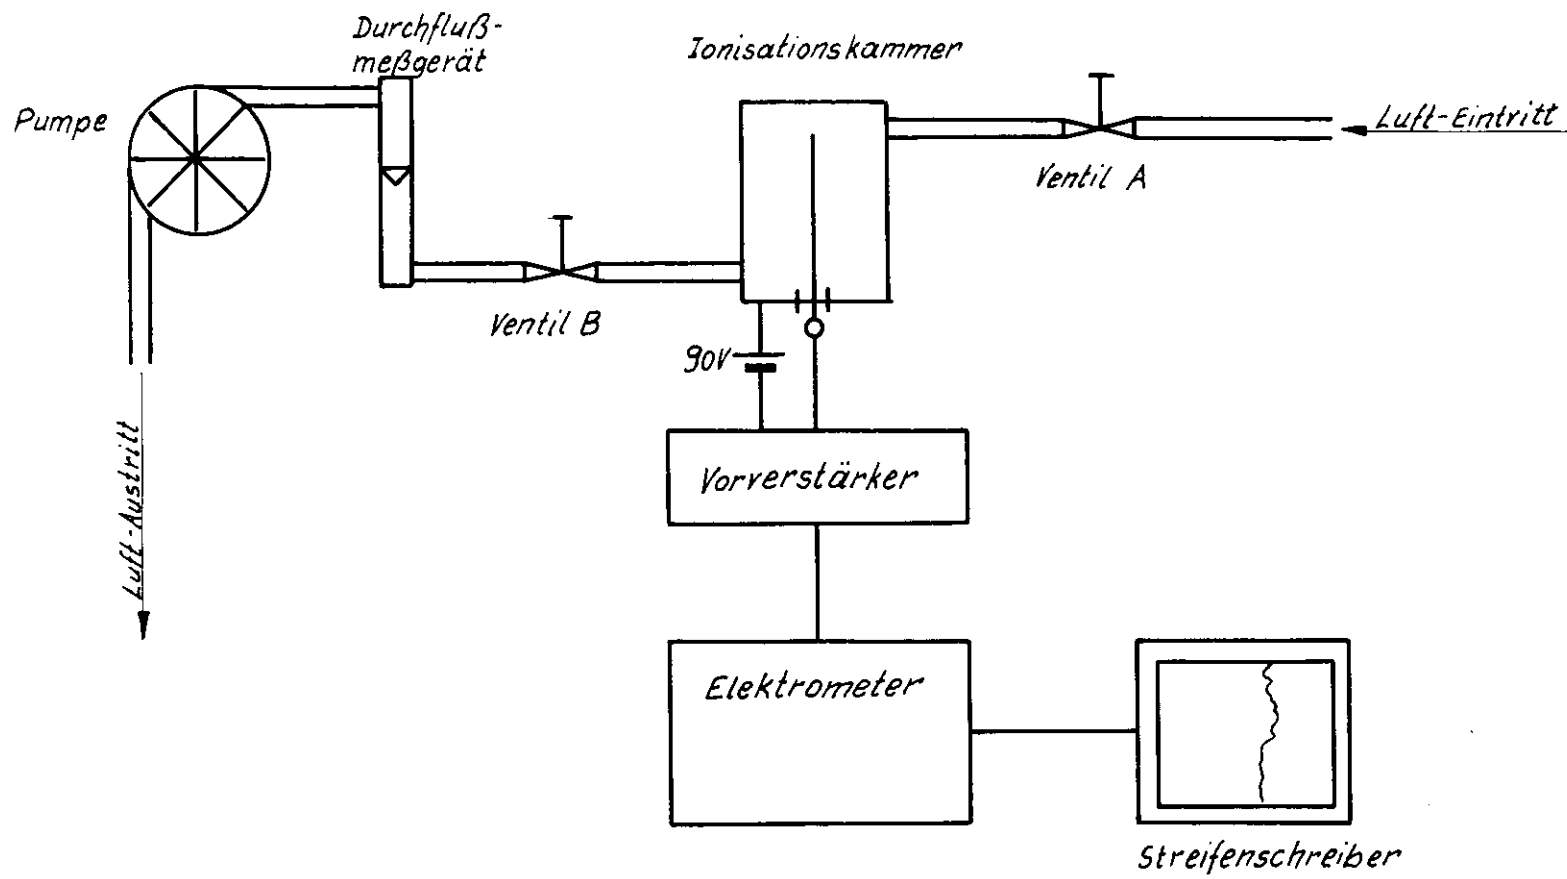 Durchfluß-
meßgerät
Ionisationskammer
Pumpe
Luft-Eintritt
Ventil A
Ventil B
90V
Luft-Austritt
Vorverstärker
Elektrometer
Streifenschreiber